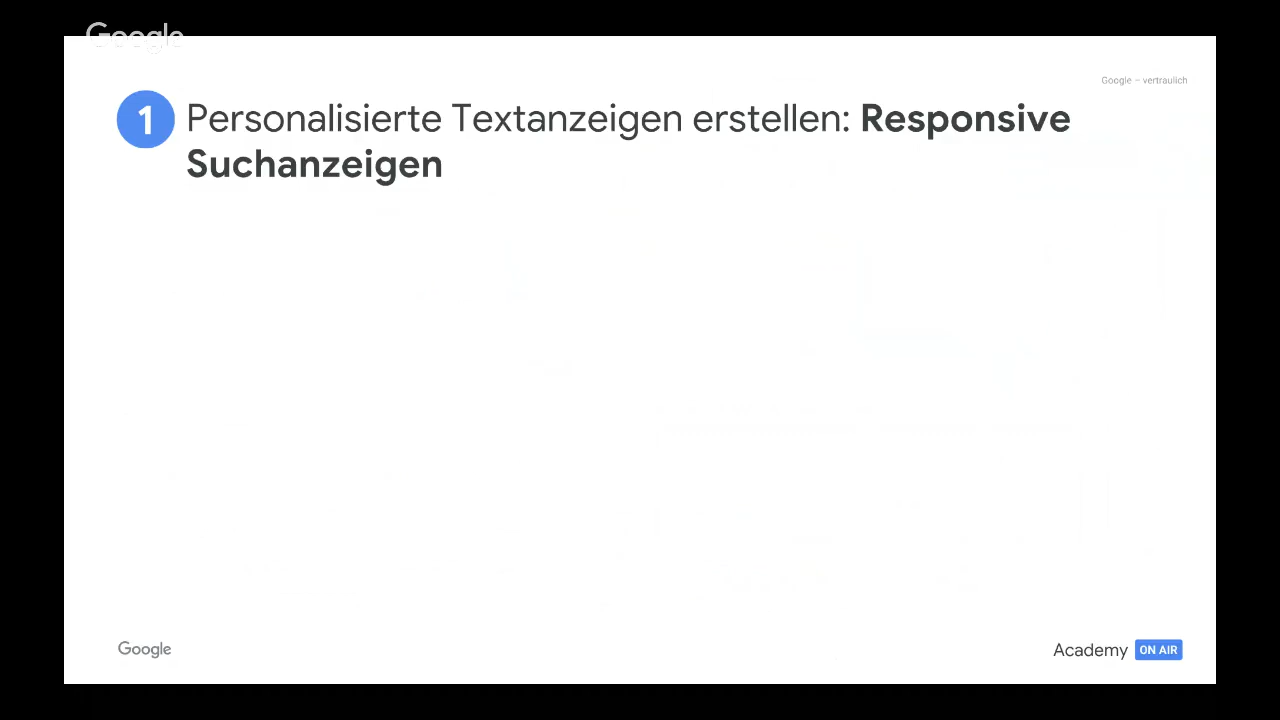 Google
Google – vertraulich
1 Personalisierte Textanzeigen erstellen: Responsive
Suchanzeigen
Google
Academy ON AIR